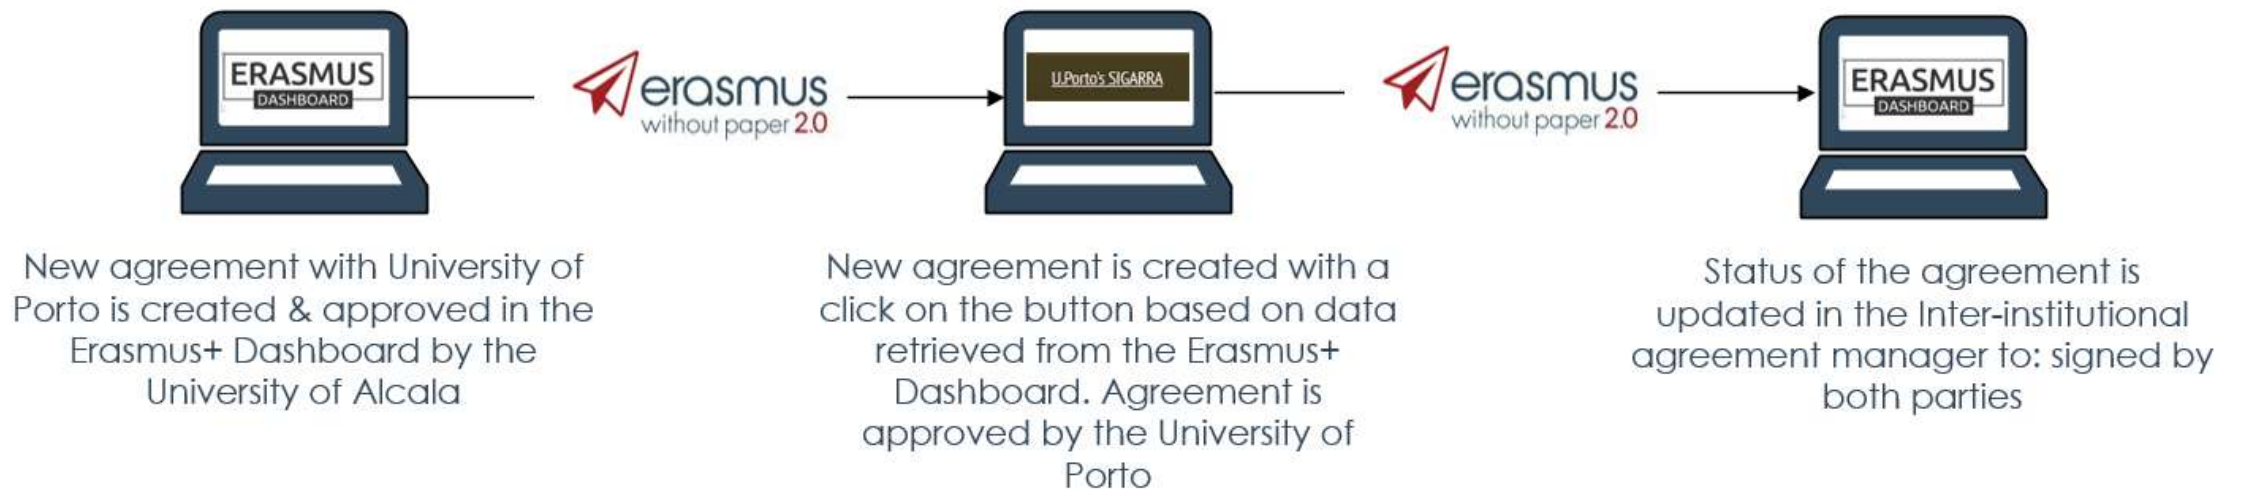 ERASMUS
DASHBOARD
erasmus
without paper 2.0
U.Porto's SIGARRA
erasmus
without paper 2.0
ERASMUS
DASHBOARD
New agreement with University of
Porto is created & approved in the
Erasmus+ Dashboard by the
University of Alcala
New agreement is created with a
click on the button based on data
retrieved from the Erasmus+
Dashboard. Agreement is
approved by the University of
Porto
Status of the agreement is
updated in the Inter-institutional
agreement manager to: signed by
both parties